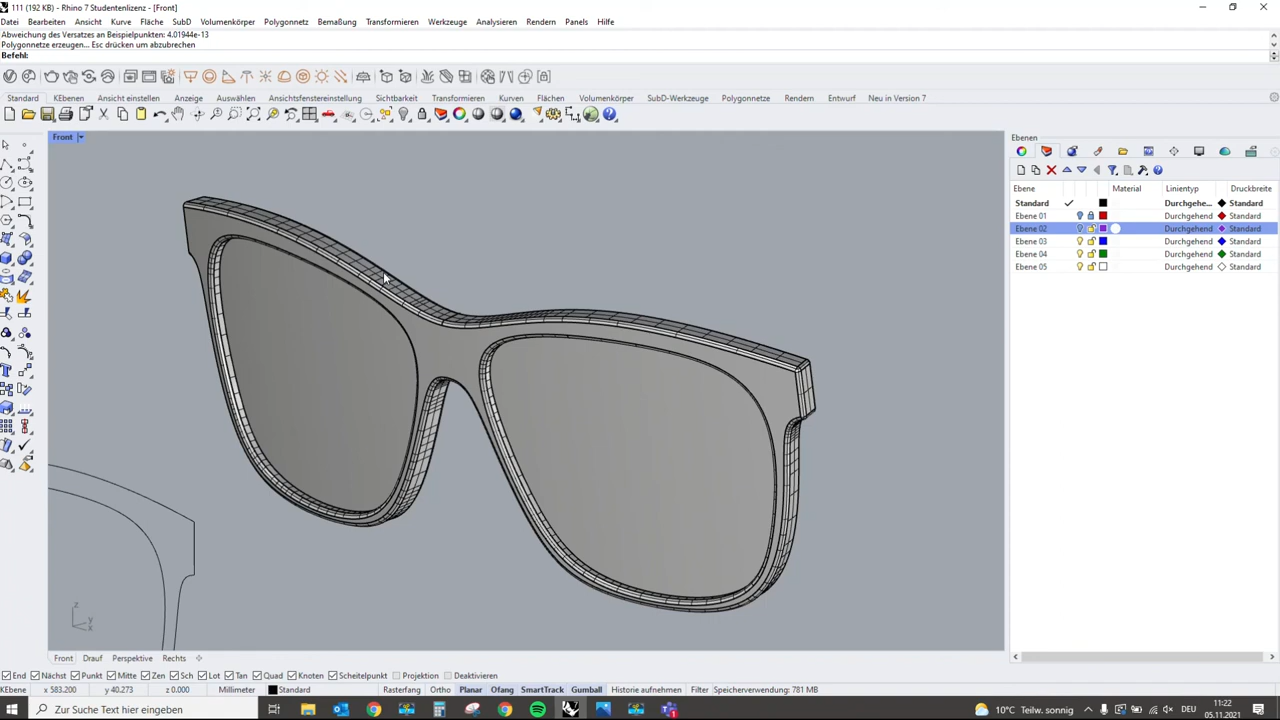 111 (192 KB) - Rhino 7 Studentenlizenz - [Front]
Datei Bearbeiten Ansicht Kurve Fläche SubD Volumenkörper Polygonnetz Bemaßung Transformieren Werkzeuge Analysieren Rendern Panels Hilfe
Abweichung des Versatzes an Beispielpunkten: 4.01944e-13
Polygonnetze erzeugen... Esc drücken um abzubrechen
Befehl:
Standard KEbenen Ansicht einstellen Anzeige Auswählen Ansichtsfenstereinstellung Sichtbarkeit Transformieren Kurven Flächen Volumenkörper SubD-Werkzeuge Polygonnetze Rendern Entwurf Neu in Version 7
Front
Ebenen
Ebene Material Linientyp Druckbreite
Standard Durchgehe... Standard
Ebene 01 Durchgehend Standard
Ebene 02 Durchgehend Standard
Ebene 03 Durchgehend Standard
Ebene 04 Durchgehend Standard
Ebene 05 Durchgehend Standard
z
y
x
Front Drauf Perspektive Rechts
End Nächst Punkt Mitte Zen Sch Lot Tan Quad Knoten Scheitelpunkt Projektion Deaktivieren
KEbene x 583.200 y 40.273 z 0.000 Millimeter Standard Rasterfang Ortho Planar Ofang SmartTrack Gumball Historie aufnehmen Filter Speicherverwendung: 781 MB
Zur Suche Text hier eingeben
10°C Teilw. sonnig
DEU
11:22
05.11.2021